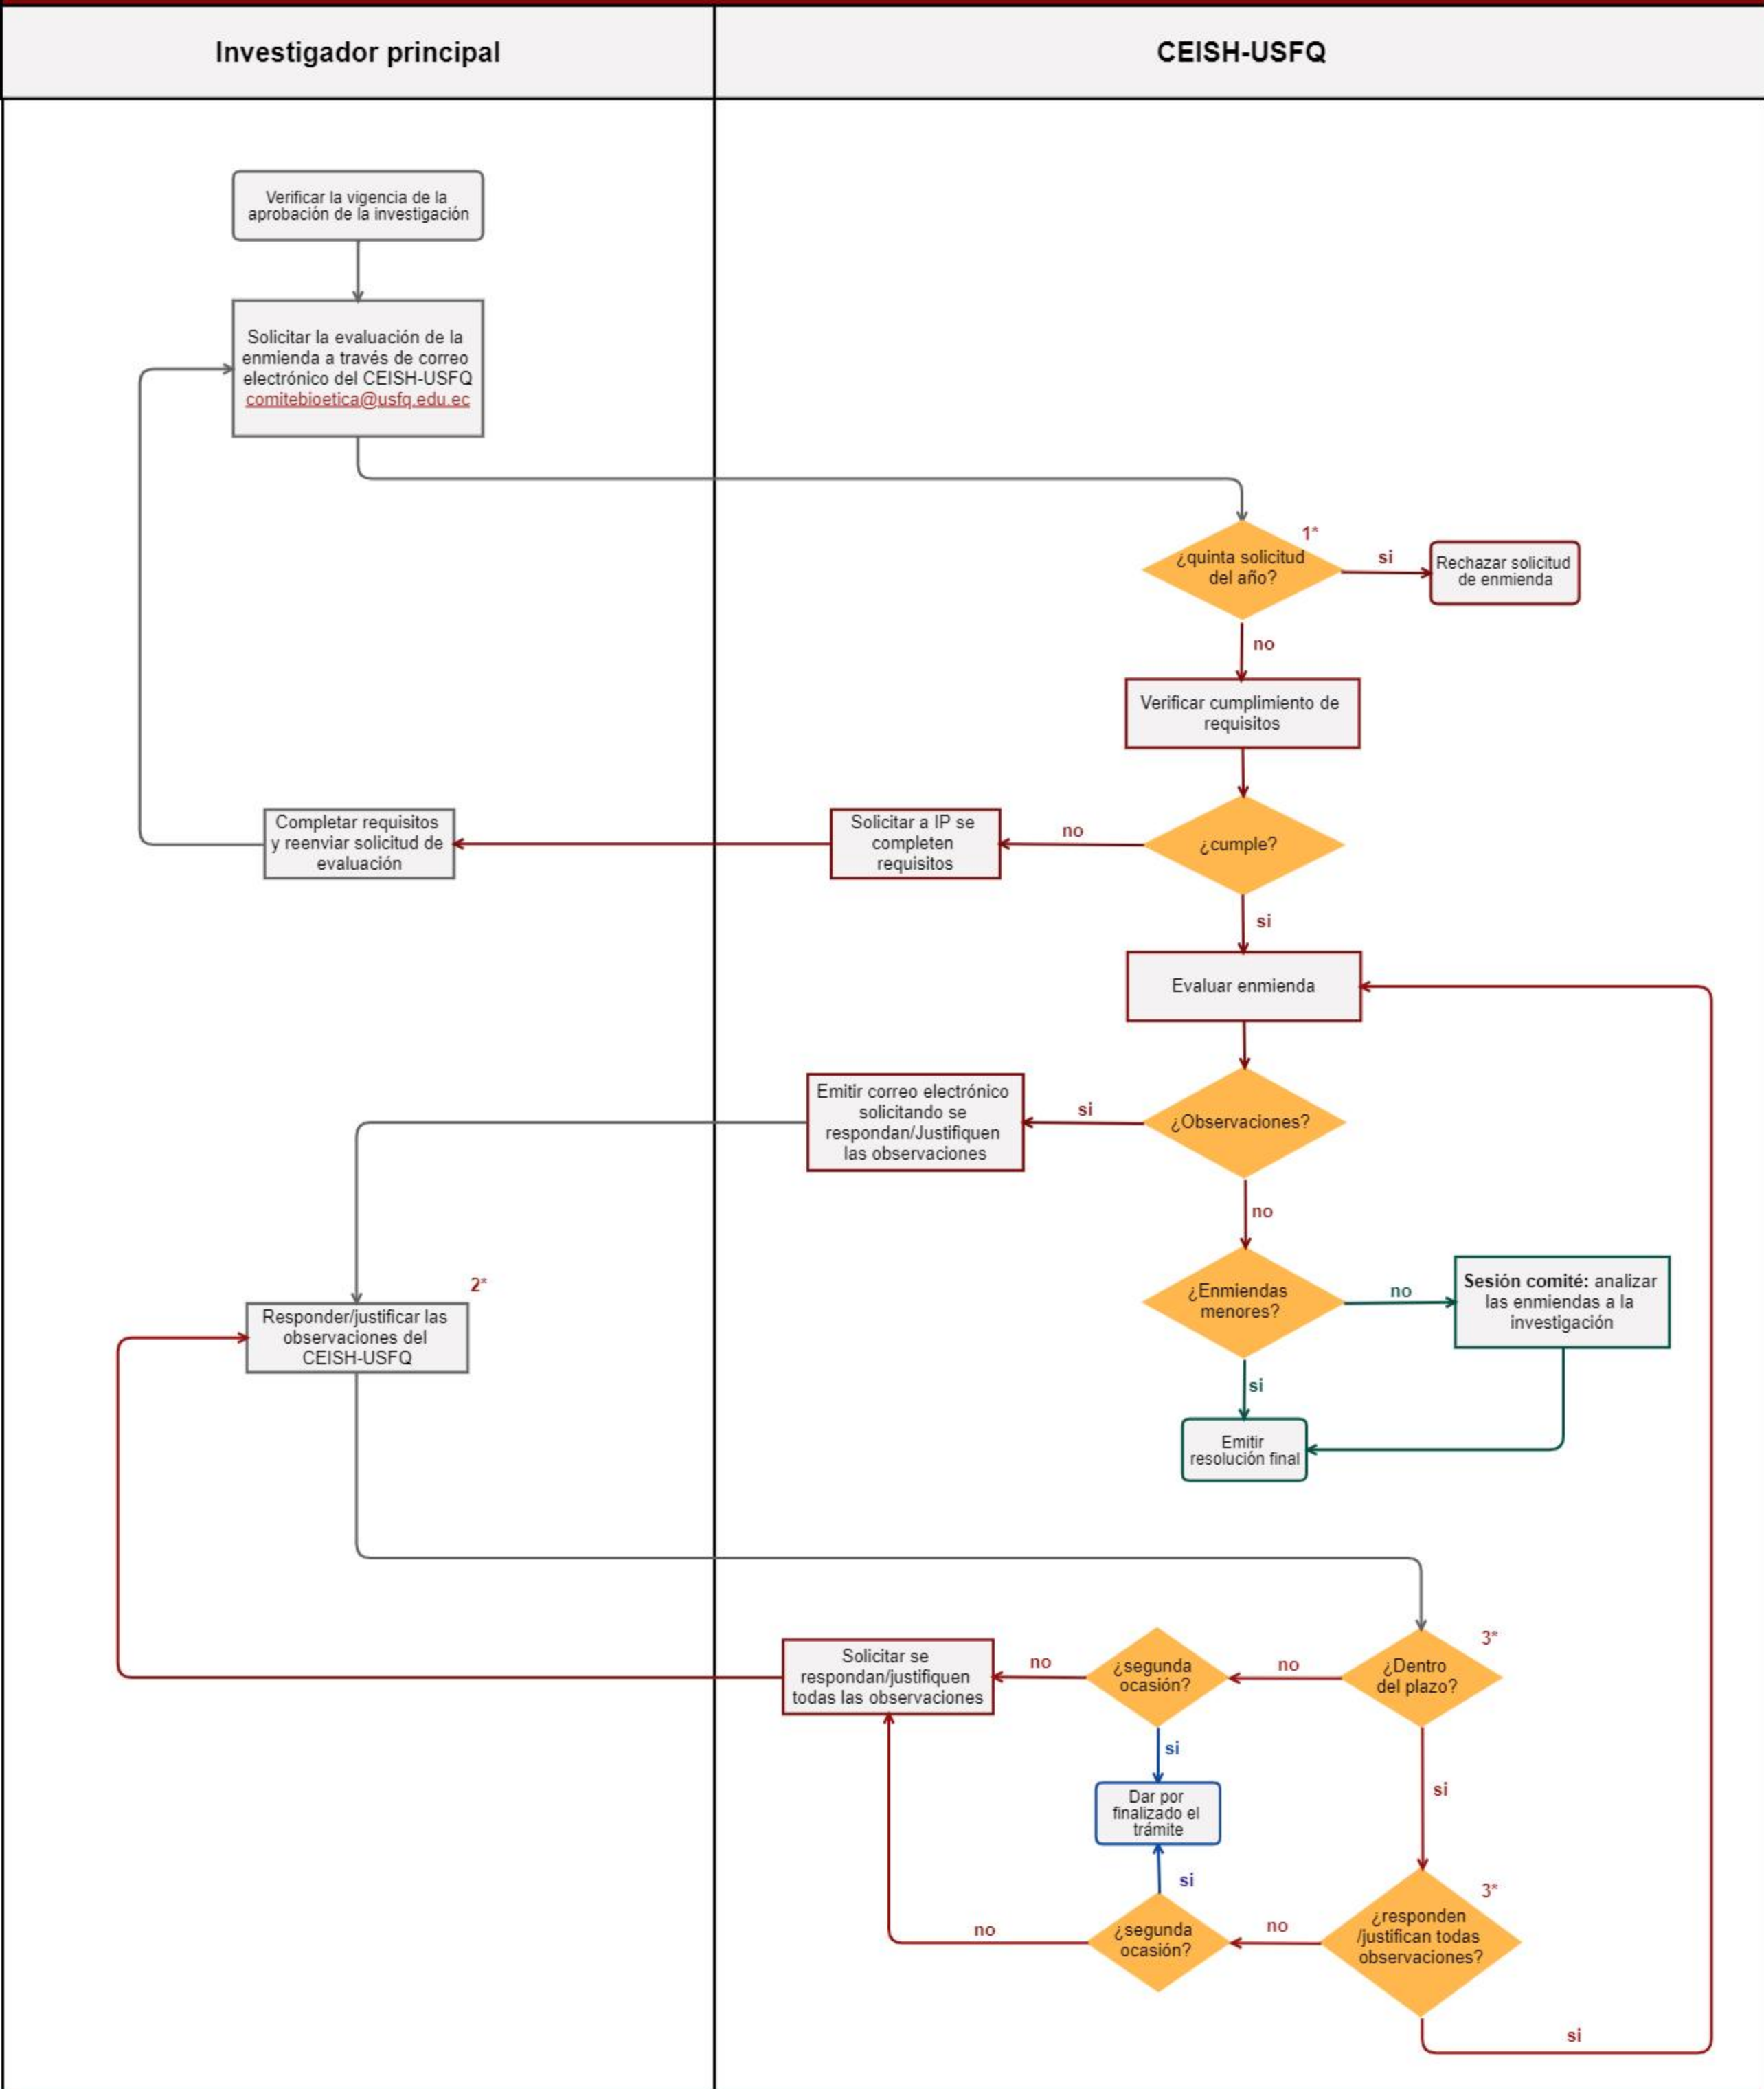 Investigador principal
CEISH-USFQ
Verificar la vigencia de la
aprobación de la investigación
Solicitar la evaluación de la
enmienda a través de correo
electrónico del CEISH-USFQ
comitebioetica@usfq.edu.ec
1*
¿quinta solicitud
del año?
si
Rechazar solicitud
de enmienda
no
Verificar cumplimiento de
requisitos
¿cumple?
no
Solicitar a IP se
completen
requisitos
Completar requisitos
y reenviar solicitud de
evaluación
si
Evaluar enmienda
¿Observaciones?
si
Emitir correo electrónico
solicitando se
respondan/Justifiquen
las observaciones
no
¿Enmiendas
menores?
no
Sesión comité: analizar
las enmiendas a la
investigación
si
Emitir
resolución final
2*
Responder/justificar las
observaciones del
CEISH-USFQ
3*
¿Dentro
del plazo?
no
¿segunda
ocasión?
no
Solicitar se
respondan/justifiquen
todas las observaciones
si
Dar por
finalizado el
trámite
si
si
3*
¿responden
/justifican todas
observaciones?
no
¿segunda
ocasión?
no
si